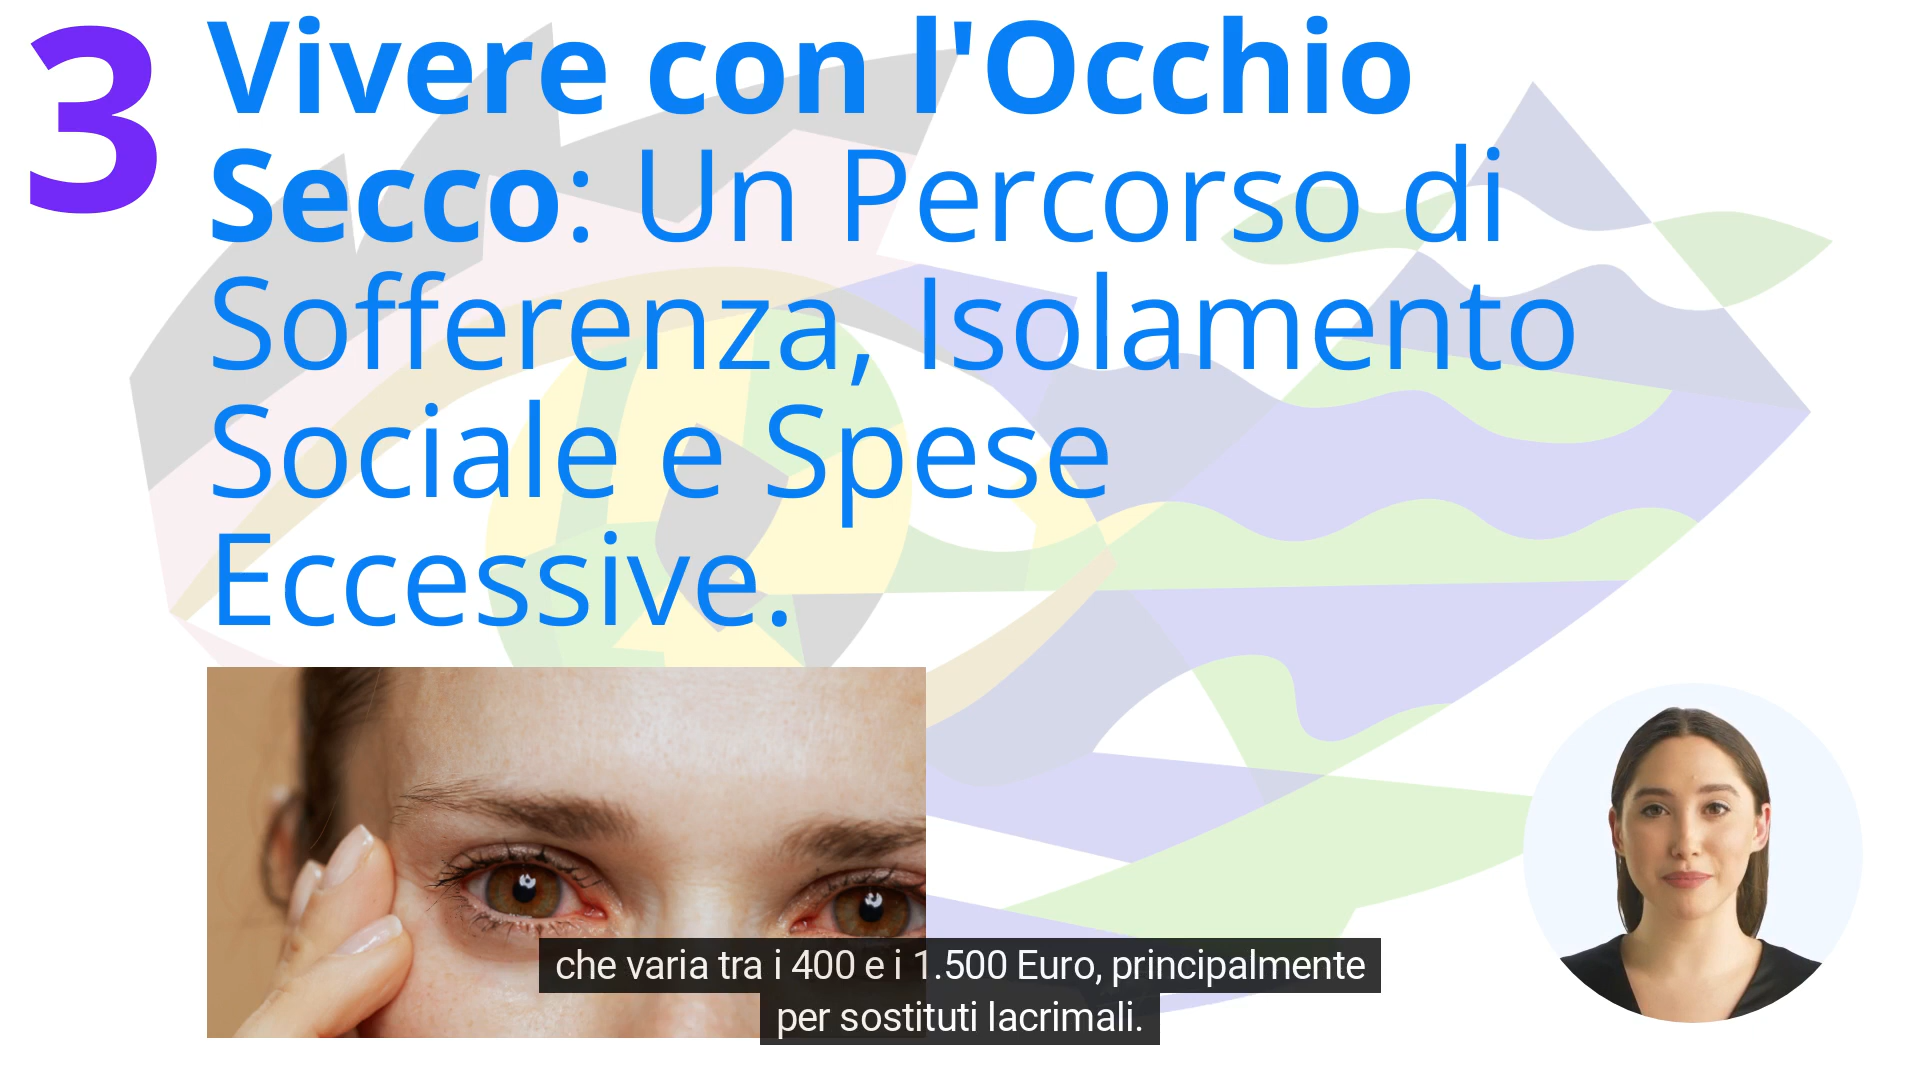 3
Vivere con l'Occhio
Secco: Un Percorso di
Sofferenza, Isolamento
Sociale e Spese
Eccessive.
che varia tra i 400 e i 1.500 Euro, principalmente
per sostituti lacrimali.